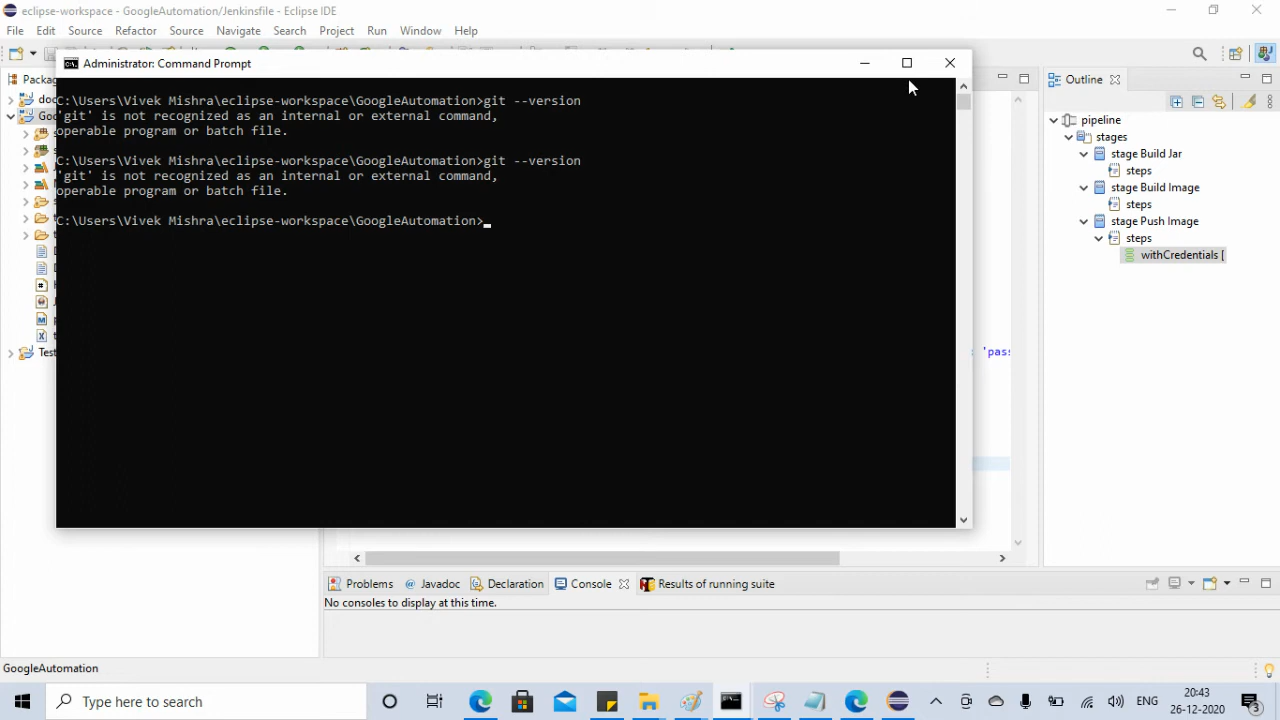 eclipse-workspace - GoogleAutomation/Jenkinsfile - Eclipse IDE
File Edit Source Refactor Source Navigate Search Project Run Window Help
Administrator: Command Prompt
C:\Users\Vivek Mishra\eclipse-workspace\GoogleAutomation>git --version
'git' is not recognized as an internal or external command,
operable program or batch file.
C:\Users\Vivek Mishra\eclipse-workspace\GoogleAutomation>git --version
'git' is not recognized as an internal or external command,
operable program or batch file.
C:\Users\Vivek Mishra\eclipse-workspace\GoogleAutomation>
Packa
doc
Goo
Test
'pass
Outline
pipeline
stages
stage Build Jar
steps
stage Build Image
steps
stage Push Image
steps
withCredentials [
Problems @ Javadoc Declaration Console Results of running suite
No consoles to display at this time.
GoogleAutomation
Type here to search
ENG
20:43
26-12-2020
3